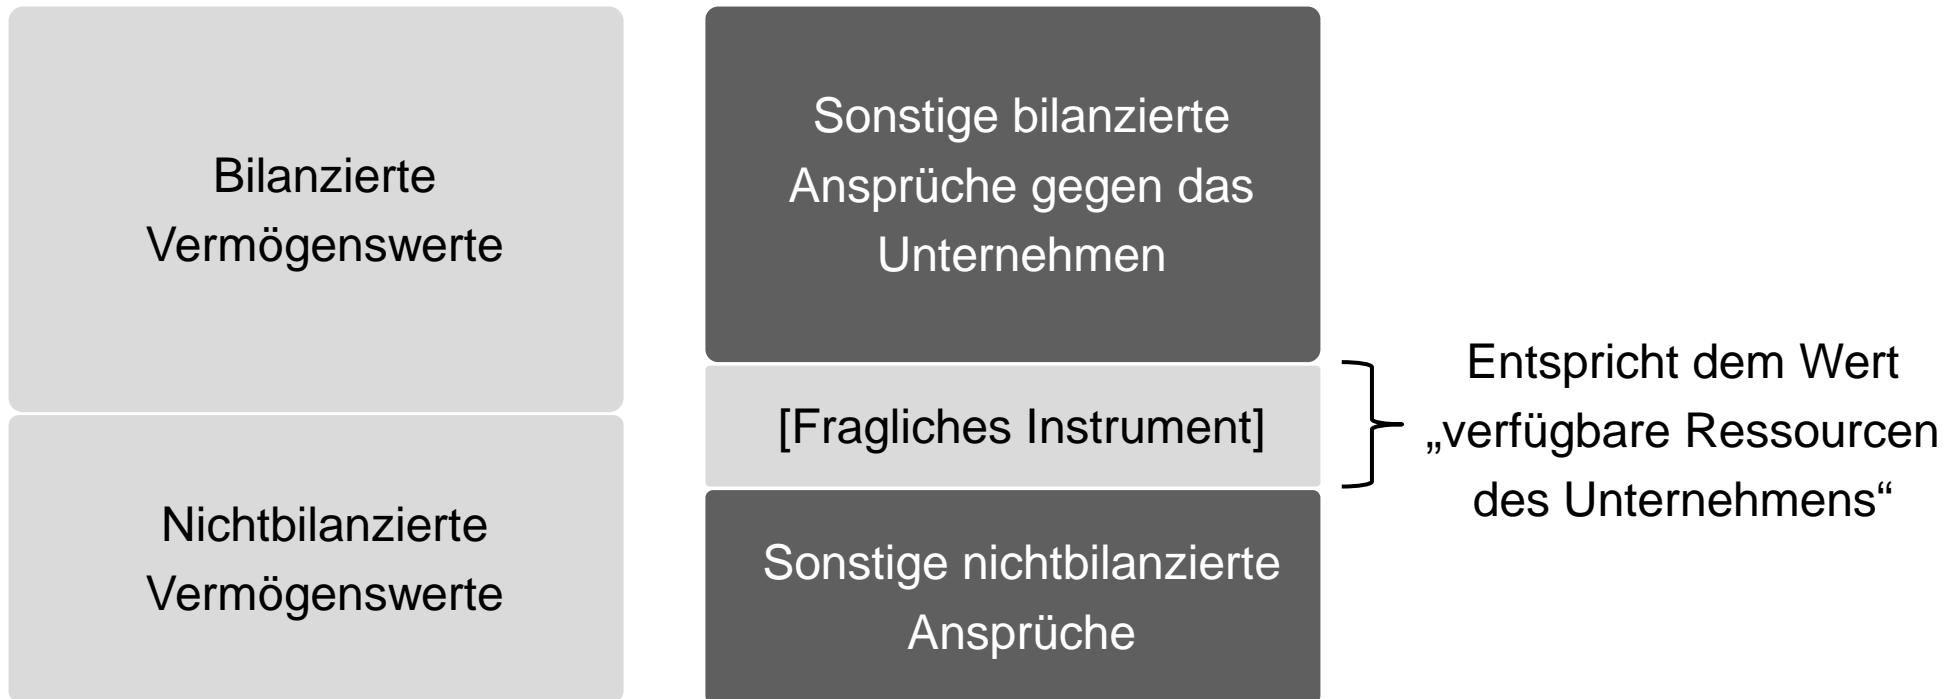 Bilanzierte
Vermögenswerte
Nichtbilanzierte
Vermögenswerte
Sonstige bilanzierte
Ansprüche gegen das
Unternehmen
[Fragliches Instrument]
Sonstige nichtbilanzierte
Ansprüche
Entspricht dem Wert
„verfügbare Ressourcen
des Unternehmens“